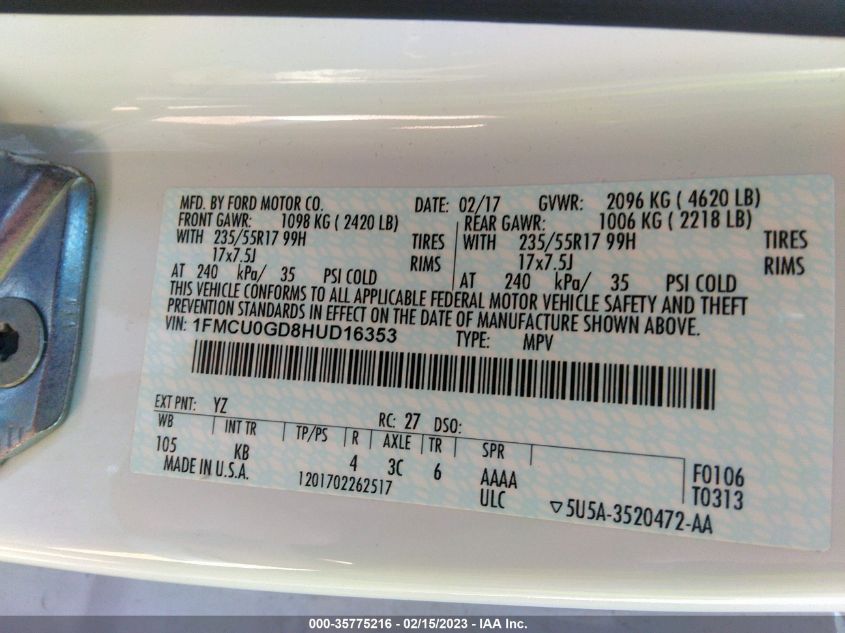 MFD. BY FORD MOTOR CO. DATE: 02/17 GVWR: 2096 KG ( 4620 LB)
FRONT GAWR: 1098 KG ( 2420 LB) REAR GAWR: 1006 KG ( 2218 LB)
WITH 235/55R17 99H TIRES WITH 235/55R17 99H TIRES
17x7.5J RIMS 17x7.5J RIMS
AT 240 kPa/ 35 PSI COLD AT 240 kPa/ 35 PSI COLD
THIS VEHICLE CONFORMS TO ALL APPLICABLE FEDERAL MOTOR VEHICLE SAFETY AND THEFT
PREVENTION STANDARDS IN EFFECT ON THE DATE OF MANUFACTURE SHOWN ABOVE.
VIN: 1FMCU0GD8HUD16353 TYPE: MPV
EXT PNT: YZ RC: 27 DSO:
WB INT TR TP/PS R AXLE TR SPR
105 KB 4 3C 6 AAAA F0106
MADE IN U.S.A. 1201702262517 ULC T0313
▽5U5A-3520472-AA
000-35775216 - 02/15/2023 - IAA Inc.